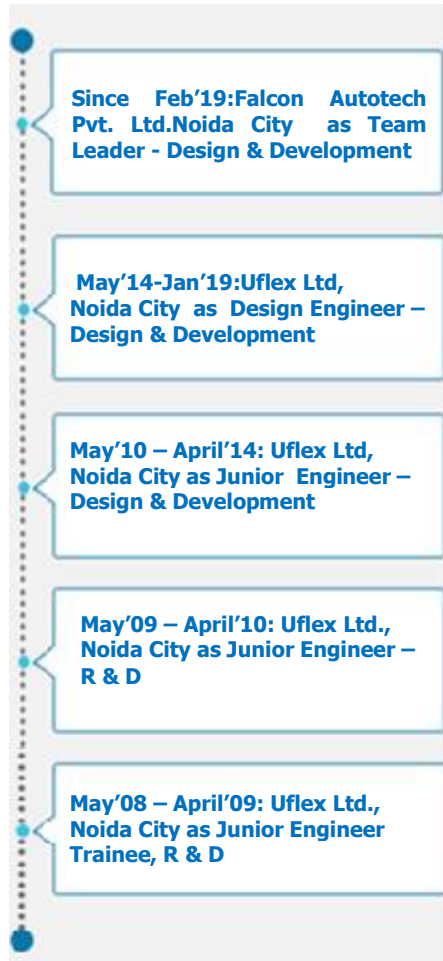 Since Feb'19:Falcon Autotech
Pvt. Ltd.Noida City as Team
Leader - Design & Development
May'14-Jan'19:Uflex Ltd,
Noida City as Design Engineer –
Design & Development
May'10 – April'14: Uflex Ltd,
Noida City as Junior Engineer –
Design & Development
May'09 – April'10: Uflex Ltd.,
Noida City as Junior Engineer –
R & D
May'08 – April'09: Uflex Ltd.,
Noida City as Junior Engineer
Trainee, R & D